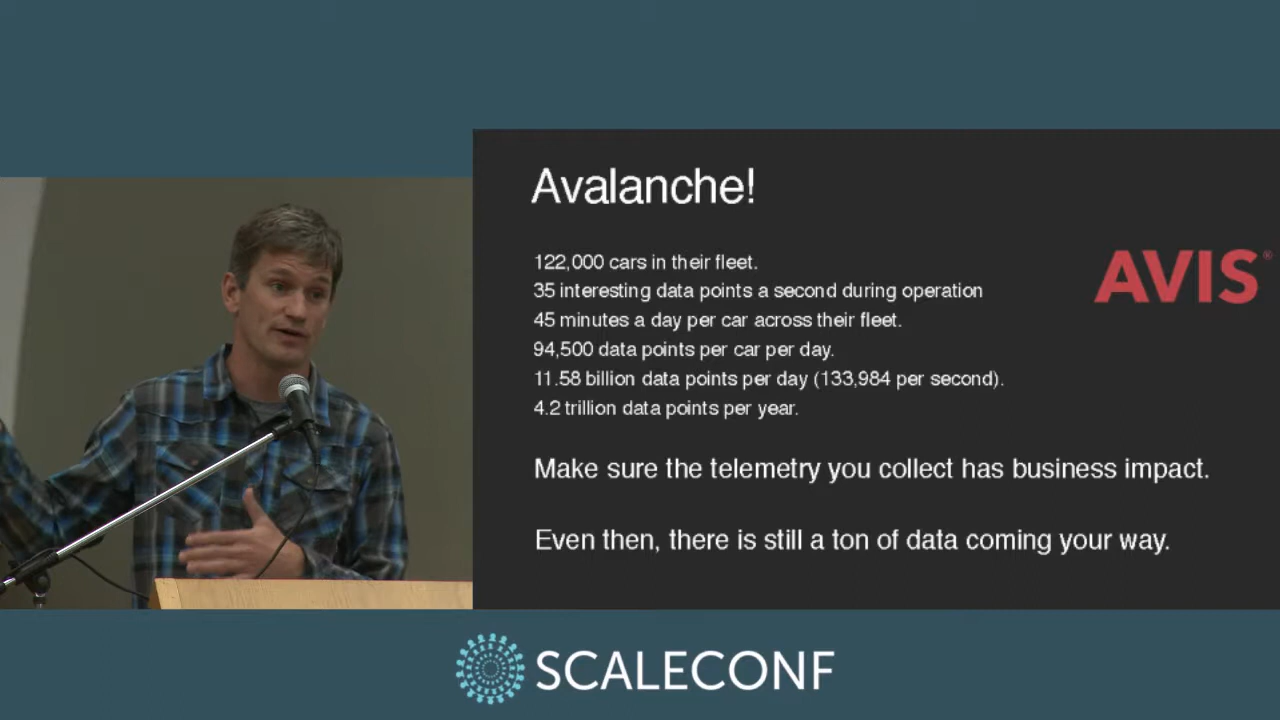 Avalanche!
122,000 cars in their fleet.
35 interesting data points a second during operation
45 minutes a day per car across their fleet.
94,500 data points per car per day.
11.58 billion data points per day (133,984 per second).
4.2 trillion data points per year.
AVIS®
Make sure the telemetry you collect has business impact.
Even then, there is still a ton of data coming your way.
SCALECONF